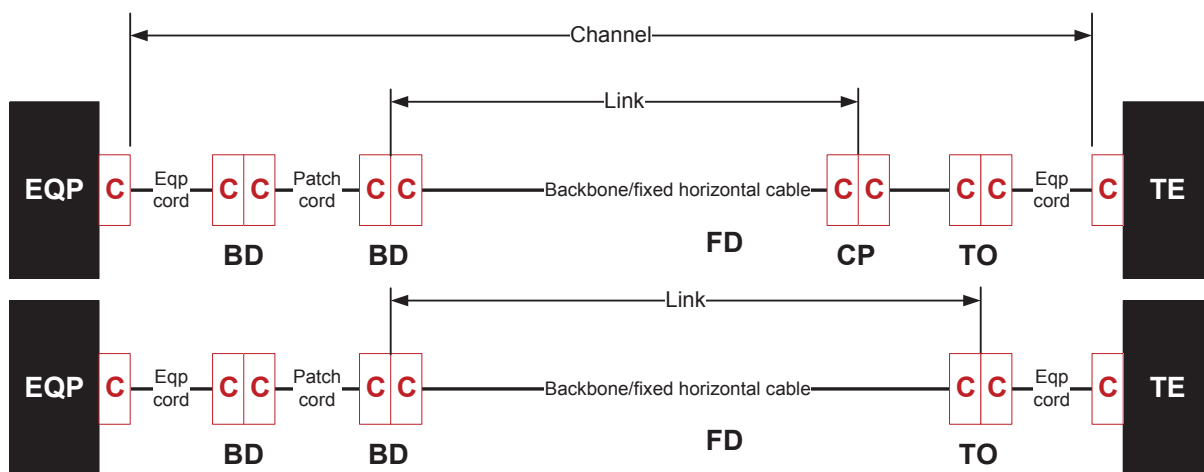 Channel
Link
EQP C Eqp cord C C Patch cord C C Backbone/fixed horizontal cable C C C C Eqp cord C TE
BD BD FD CP TO
Link
EQP C Eqp cord C C Patch cord C C Backbone/fixed horizontal cable C C Eqp cord C TE
BD BD FD TO